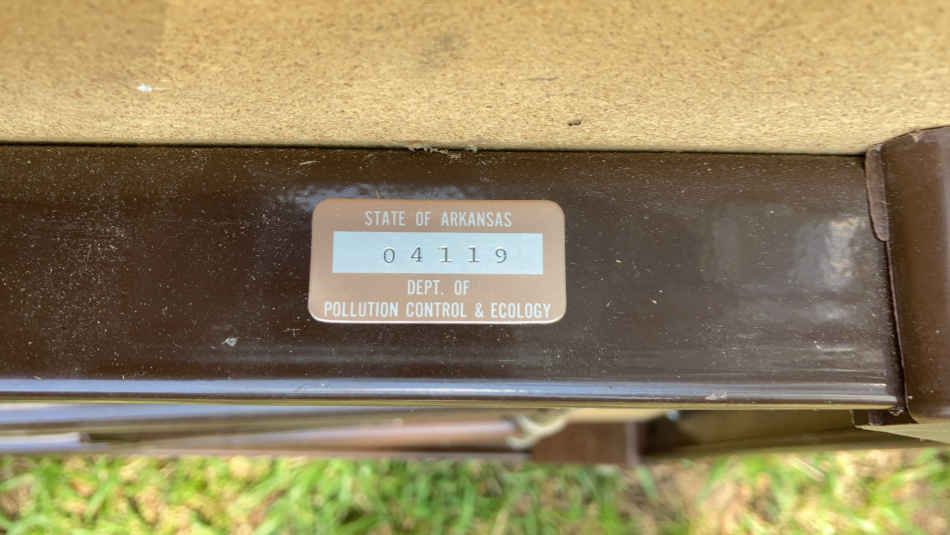 STATE OF ARKANSAS
04119
DEPT. OF
POLLUTION CONTROL & ECOLOGY